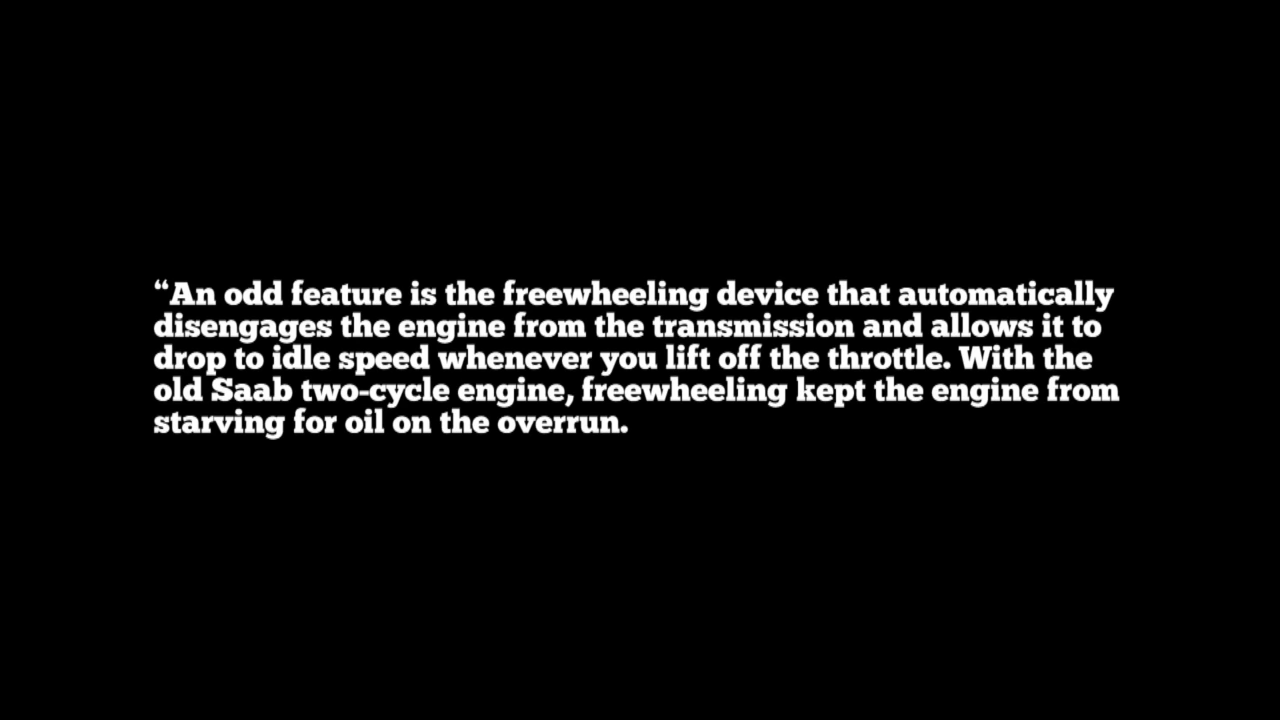 “An odd feature is the freewheeling device that automatically
disengages the engine from the transmission and allows it to
drop to idle speed whenever you lift off the throttle. With the
old Saab two-cycle engine, freewheeling kept the engine from
starving for oil on the overrun.